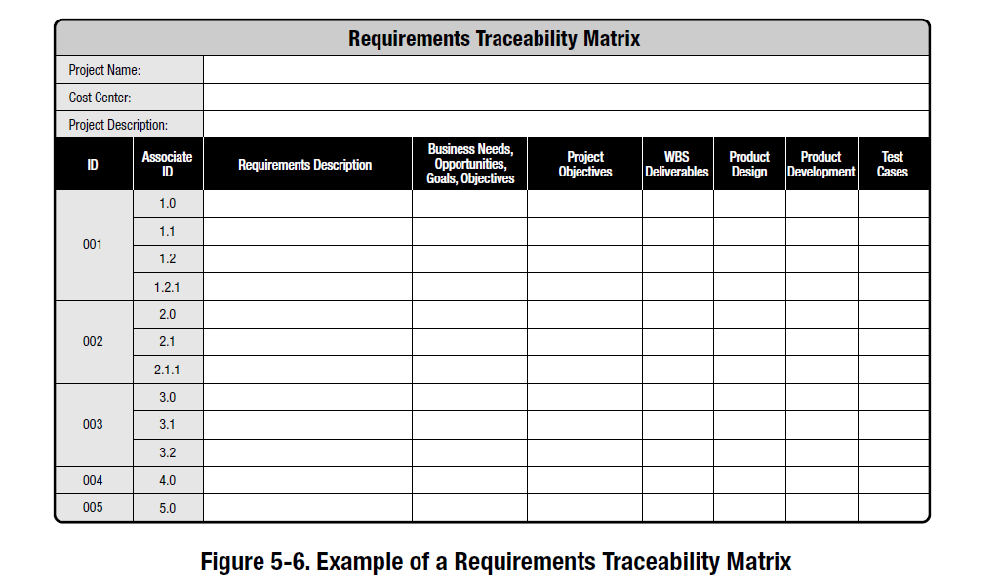 Requirements Traceability Matrix
Project Name:
Cost Center:
Project Description:
ID
Associate
ID
Requirements Description
Business Needs,
Opportunities,
Goals, Objectives
Project
Objectives
WBS
Deliverables
Product
Design
Product
Development
Test
Cases
001
1.0
1.1
1.2
1.2.1
002
2.0
2.1
2.1.1
003
3.0
3.1
3.2
004
4.0
005
5.0
Figure 5-6. Example of a Requirements Traceability Matrix